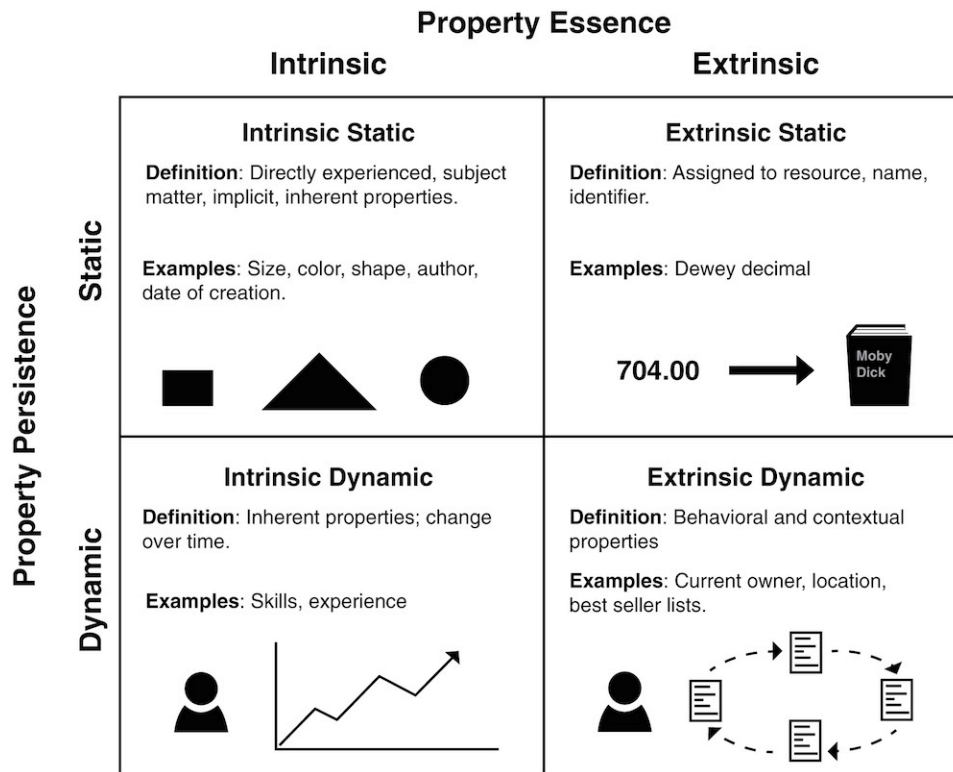 Property Essence
Intrinsic
Extrinsic
Property Persistence
Static
Intrinsic Static
Definition: Directly experienced, subject
matter, implicit, inherent properties.
Examples: Size, color, shape, author,
date of creation.
Extrinsic Static
Definition: Assigned to resource, name,
identifier.
Examples: Dewey decimal
704.00
Moby
Dick
Dynamic
Intrinsic Dynamic
Definition: Inherent properties; change
over time.
Examples: Skills, experience
Extrinsic Dynamic
Definition: Behavioral and contextual
properties
Examples: Current owner, location,
best seller lists.